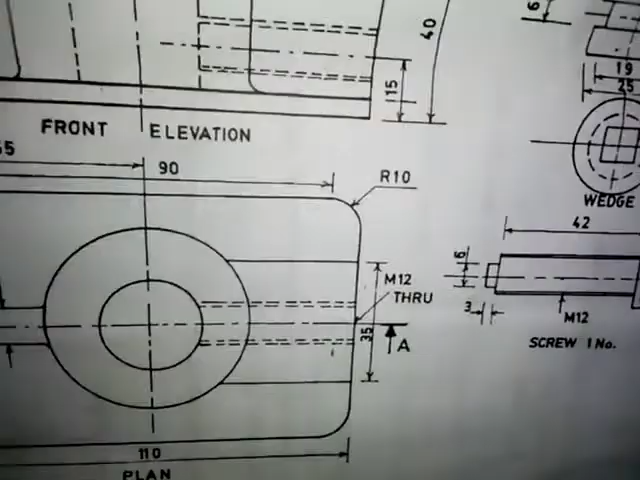 40
6
15
19
25
FRONT ELEVATION
55
90
R10
WEDGE
42
6
M12
THRU
3
M12
35
A
SCREW 1 No.
110
PLAN